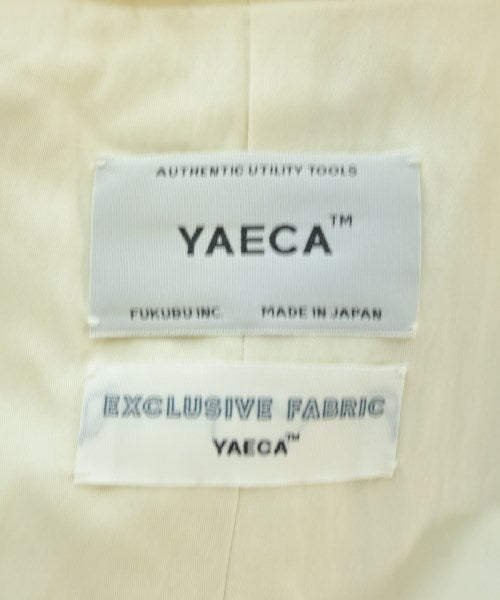 AUTHENTIC UTILITY TOOLS
YAECA™
FUKUBU INC. MADE IN JAPAN
EXCLUSIVE FABRIC
YAECA™